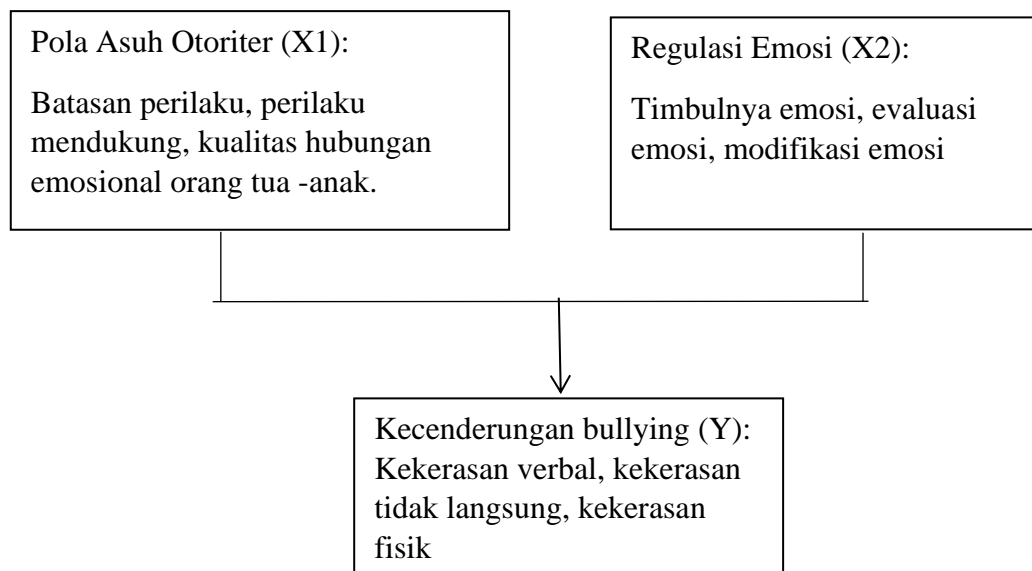 Pola Asuh Otoriter (X1):
Batasan perilaku, perilaku
mendukung, kualitas hubungan
emosional orang tua -anak.
Regulasi Emosi (X2):
Timbulnya emosi, evaluasi
emosi, modifikasi emosi
Kecenderungan bullying (Y):
Kekerasan verbal, kekerasan
tidak langsung, kekerasan
fisik